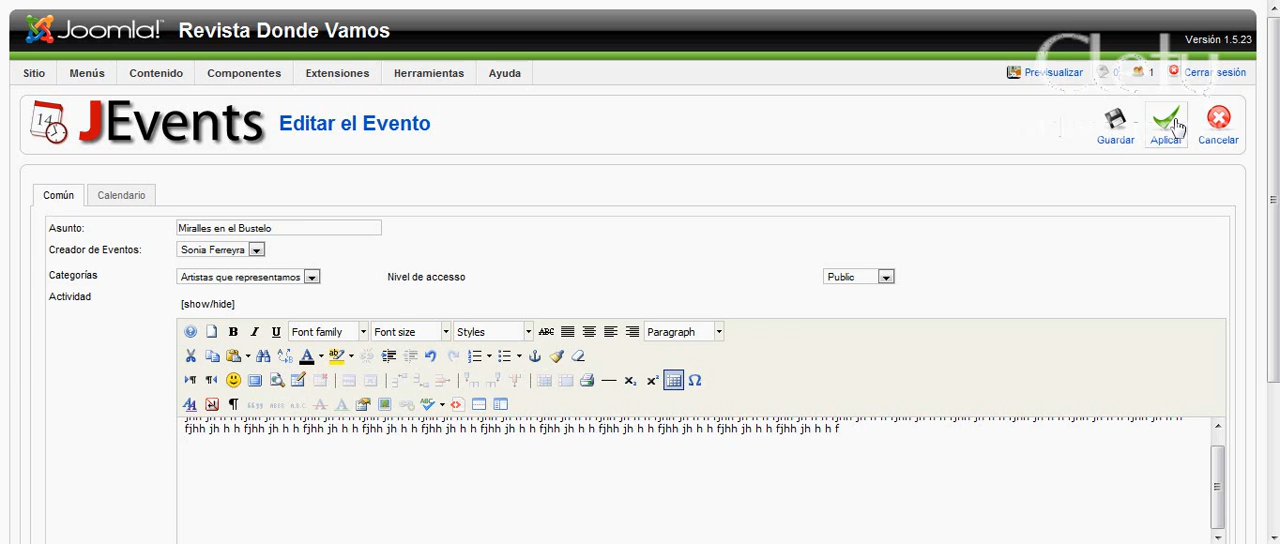 Joomla! Revista Donde Vamos
Versión 1.5.23
Sitio Menús Contenido Componentes Extensiones Herramientas Ayuda Previsualizar 0 1 Cerrar sesión
14 JEvents Editar el Evento
Guardar Aplicar Cancelar
Común Calendario
Asunto: Miralles en el Bustelo
Creador de Eventos: Sonia Ferreyra
Categorías Artistas que representamos Nivel de acceso Public
Actividad
[show/hide]
B I U Font family Font size Styles ABC Paragraph
fjhh jh h h fjhh jh h h fjhh jh h h fjhh jh h h fjhh jh h h fjhh jh h h fjhh jh h h fjhh jh h h fjhh jh h h fjhh jh h h fjhh jh h h f